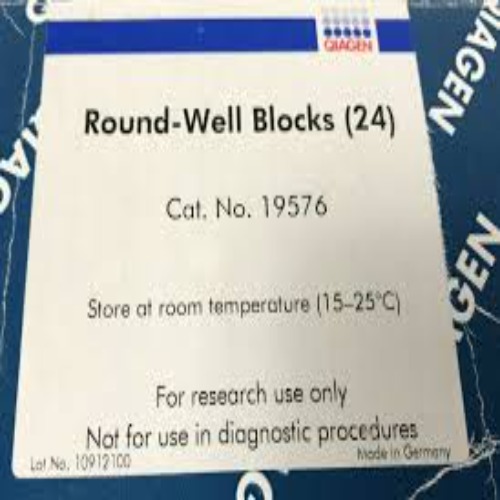 QIAGEN
QIAGEN
Round-Well Blocks (24)
Cat. No. 19576
Store at room temperature (15–25°C)
For research use only
Not for use in diagnostic procedures
Lot No. 10912100
Made in Germany